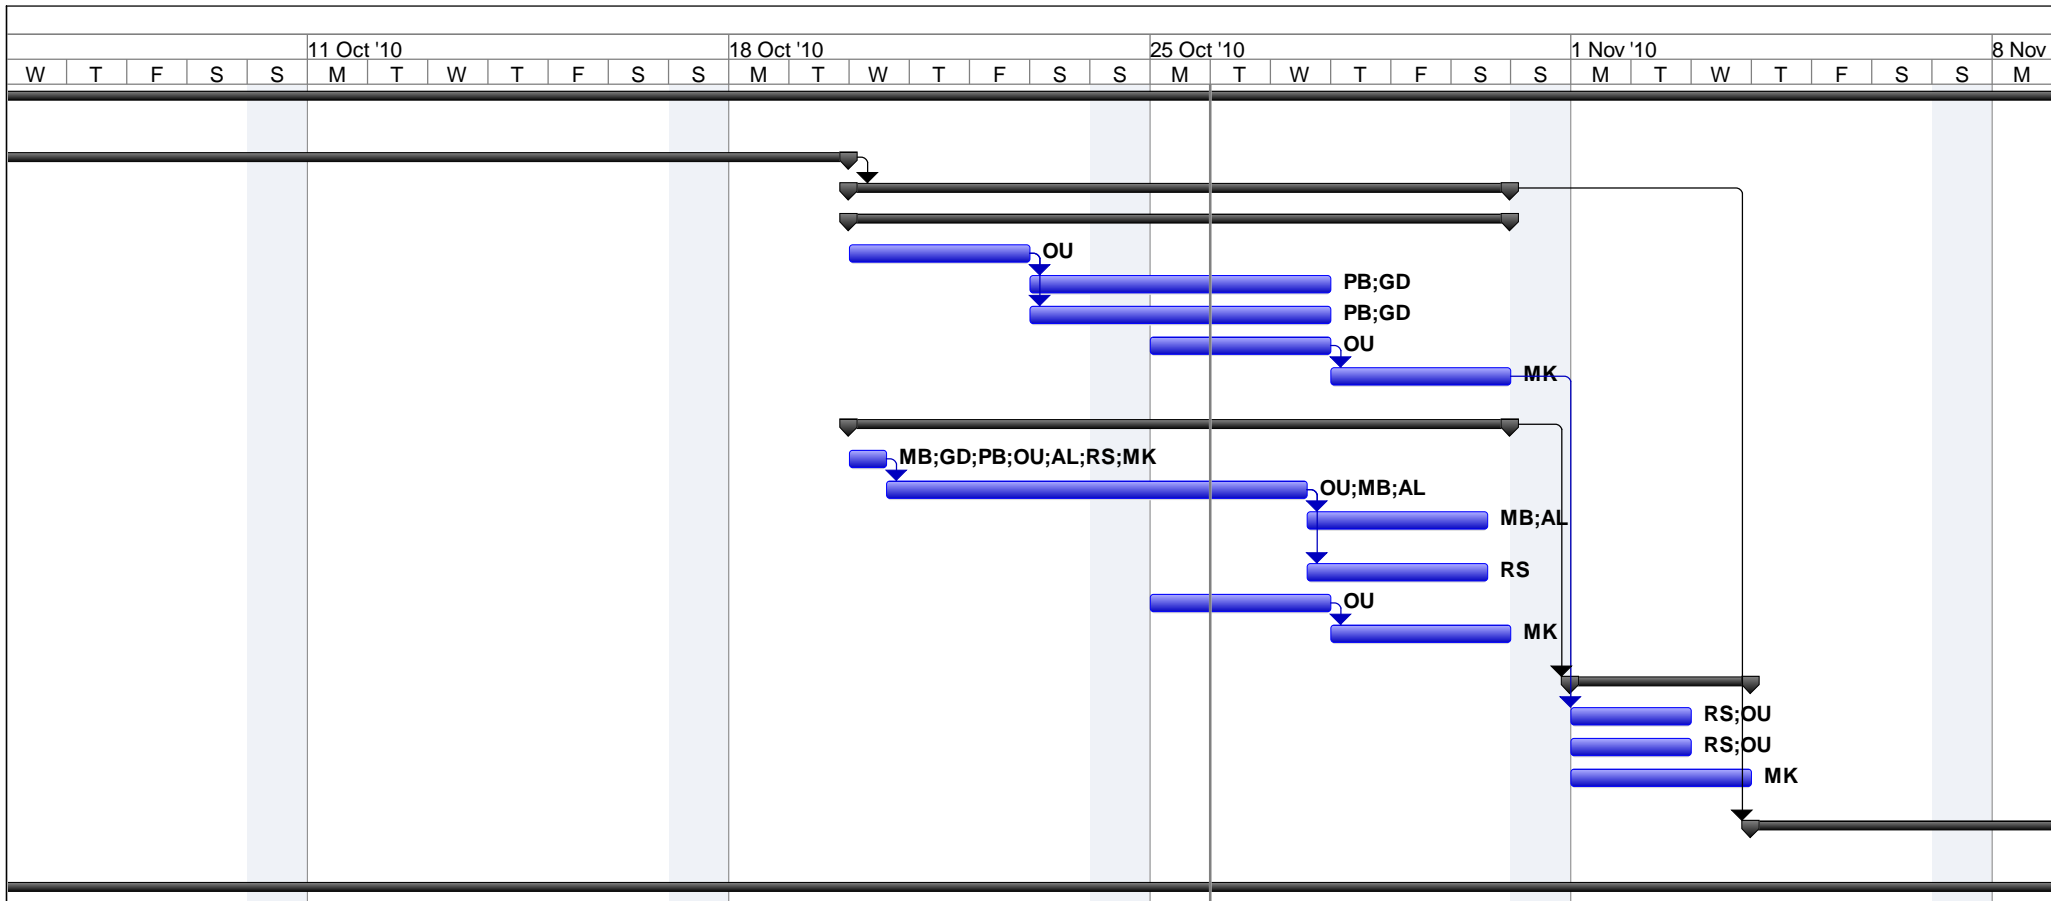 11 Oct '10 18 Oct '10 25 Oct '10 1 Nov '10 8 Nov
W T F S S M T W T F S S M T W T F S S M T W T F S S M T W T F S S M
OU
PB;GD
PB;GD
OU
MK
MB;GD;PB;OU;AL;RS;MK
OU;MB;AL
MB;AL
RS
OU
MK
RS;OU
RS;OU
MK